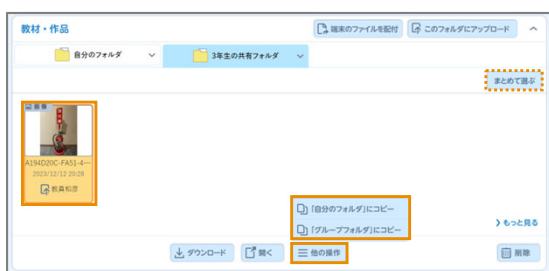 教材・作品
端末のファイルを配付
このフォルダにアップロード
自分のフォルダ
3年生の共有フォルダ
まとめて選ぶ
画像
A194D20C-FA51-4…
2023/12/12 20:28
教員和彦
「自分のフォルダ」にコピー
「グループフォルダ」にコピー
もっと見る
ダウンロード
開く
他の操作
削除